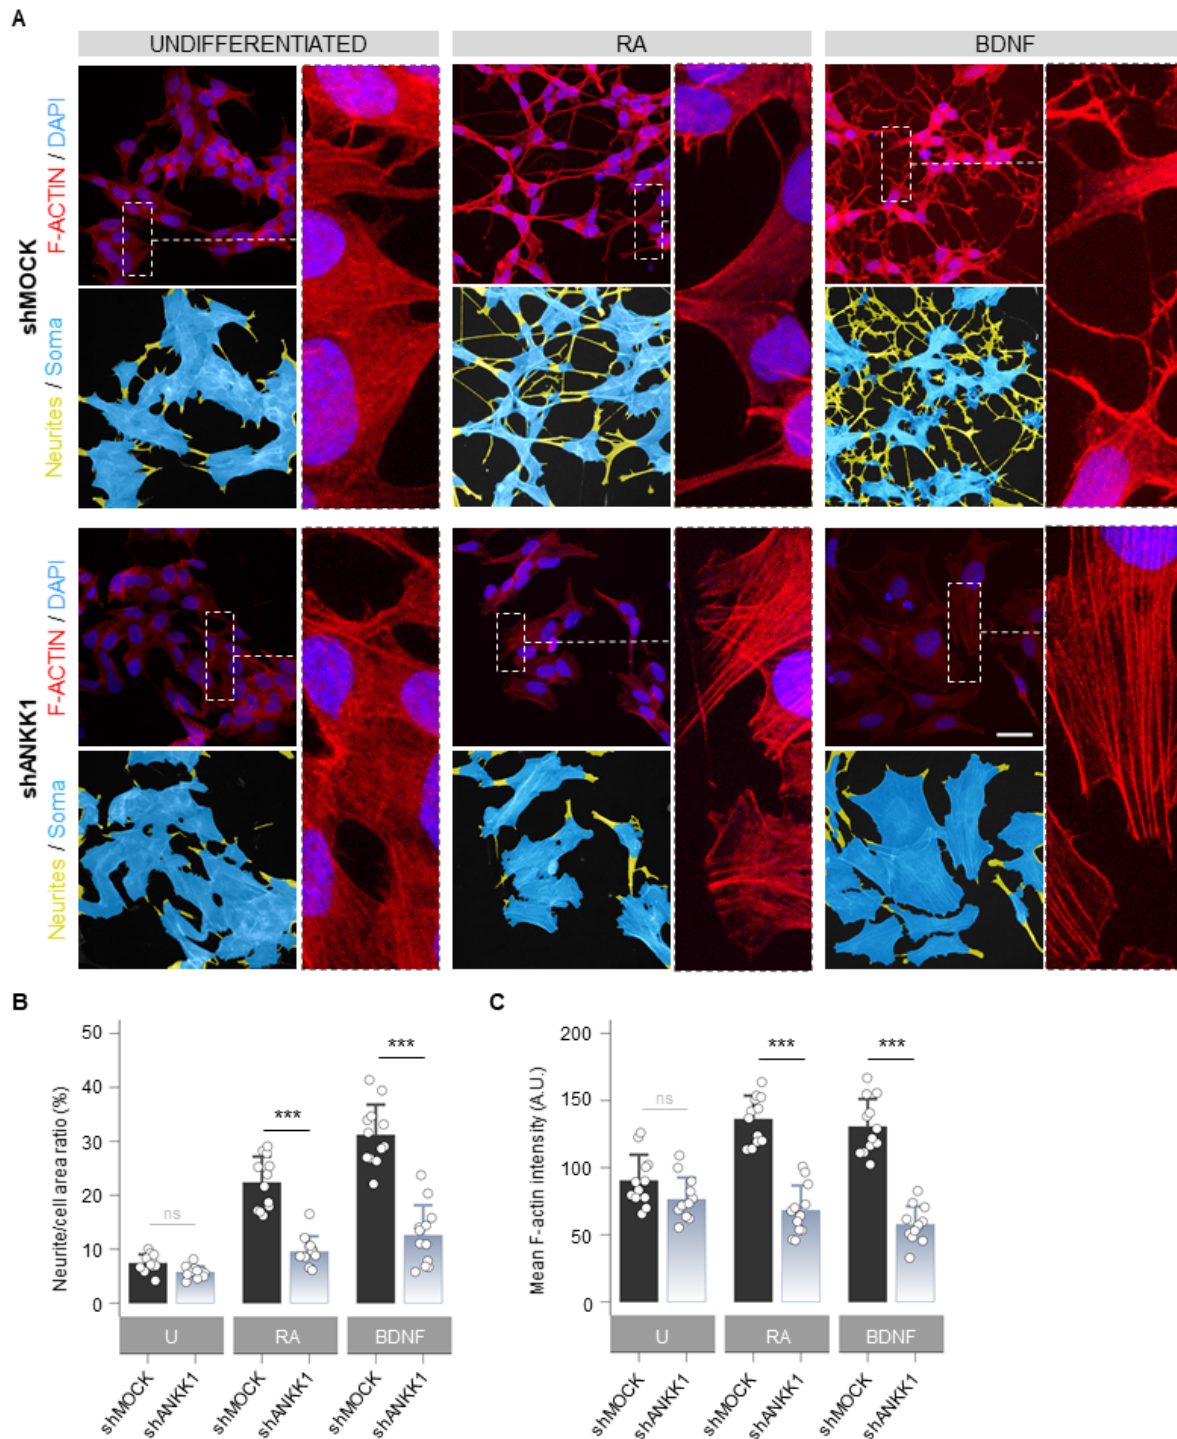 A
UNDIFFERENTIATED RA BDNF
shMOCK
F-ACTIN / DAPI
Neurites / Soma
shANKK1
F-ACTIN / DAPI
Neurites / Soma
B
Neurite/cell area ratio (%)
50
40
30
20
10
0
ns
***
***
U RA BDNF
shMOCK shANKK1 shMOCK shANKK1 shMOCK shANKK1
C
Mean F-actin intensity (A.U.)
200
150
100
50
0
ns
***
***
U RA BDNF
shMOCK shANKK1 shMOCK shANKK1 shMOCK shANKK1